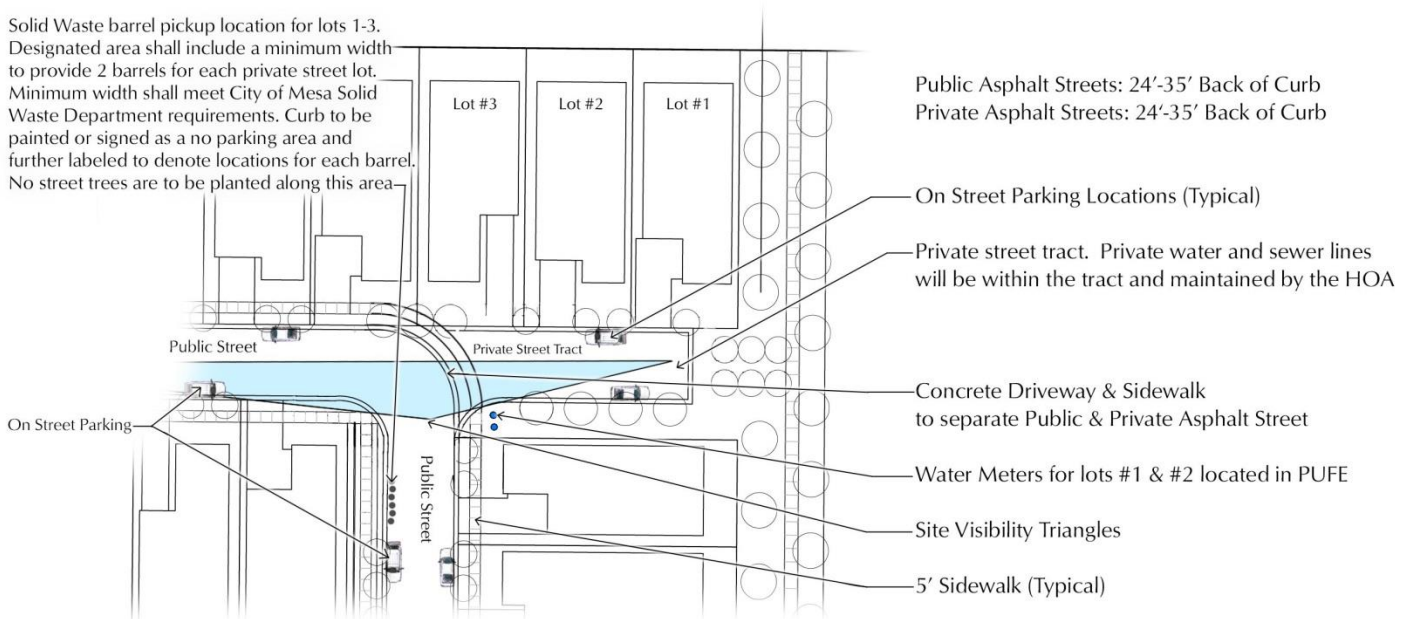 Solid Waste barrel pickup location for lots 1-3.
Designated area shall include a minimum width
to provide 2 barrels for each private street lot.
Minimum width shall meet City of Mesa Solid
Waste Department requirements. Curb to be
painted or signed as a no parking area and
further labeled to denote locations for each barrel.
No street trees are to be planted along this area
Lot #3
Lot #2
Lot #1
Public Asphalt Streets: 24’-35’ Back of Curb
Private Asphalt Streets: 24‘-35’ Back of Curb
On Street Parking Locations (Typical)
Private street tract. Private water and sewer lines
will be within the tract and maintained by the HOA
Public Street
Private Street Tract
Concrete Driveway & Sidewalk
to separate Public & Private Asphalt Street
On Street Parking
Public Street
Water Meters for lots #1 & #2 located in PUFE
Site Visibility Triangles
5’ Sidewalk (Typical)